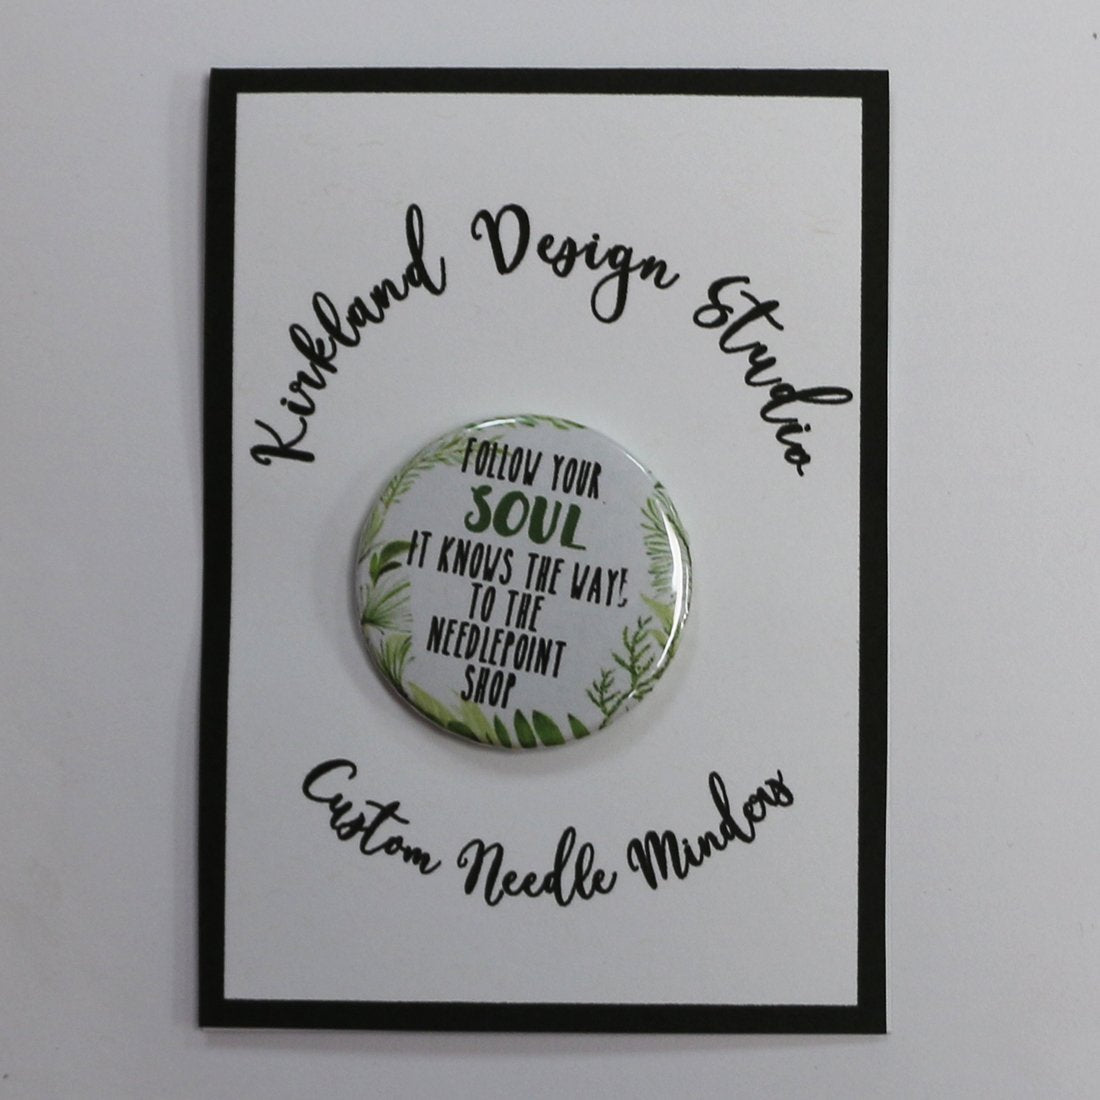 Kirkland Design Studio
FOLLOW YOUR
SOUL
IT KNOWS THE WAY!
TO THE
NEEDLEPOINT
SHOP
Custom Needle Minders